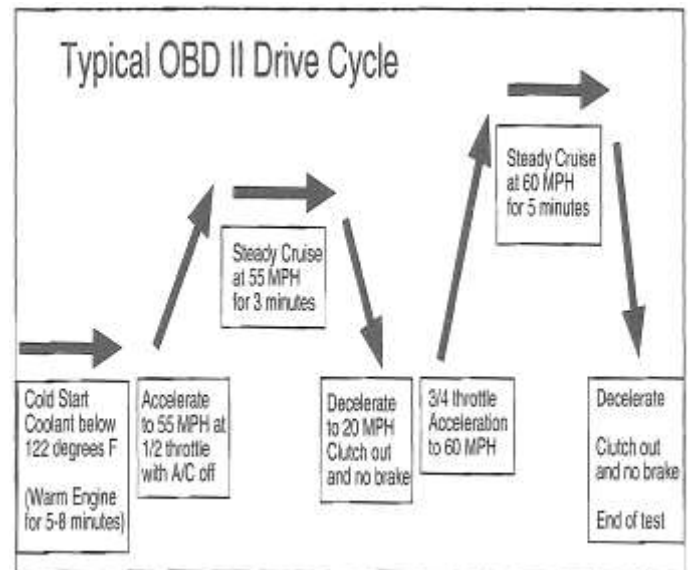 Typical OBD II Drive Cycle
Cold Start
Coolant below
122 degrees F
(Warm Engine
for 5-8 minutes)
Accelerate
to 55 MPH at
1/2 throttle
with A/C off
Steady Cruise
at 55 MPH
for 3 minutes
Decelerate
to 20 MPH
Clutch out
and no brake
3/4 throttle
Acceleration
to 60 MPH
Steady Cruise
at 60 MPH
for 5 minutes
Decelerate
Clutch out
and no brake
End of test